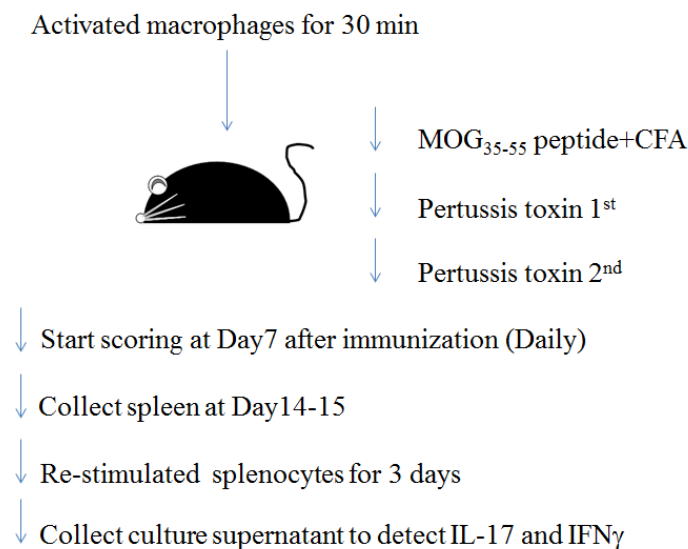 Activated macrophages for 30 min
MOG35-55 peptide+CFA
Pertussis toxin 1st
Pertussis toxin 2nd
Start scoring at Day7 after immunization (Daily)
Collect spleen at Day14-15
Re-stimulated splenocytes for 3 days
Collect culture supernatant to detect IL-17 and IFNγ